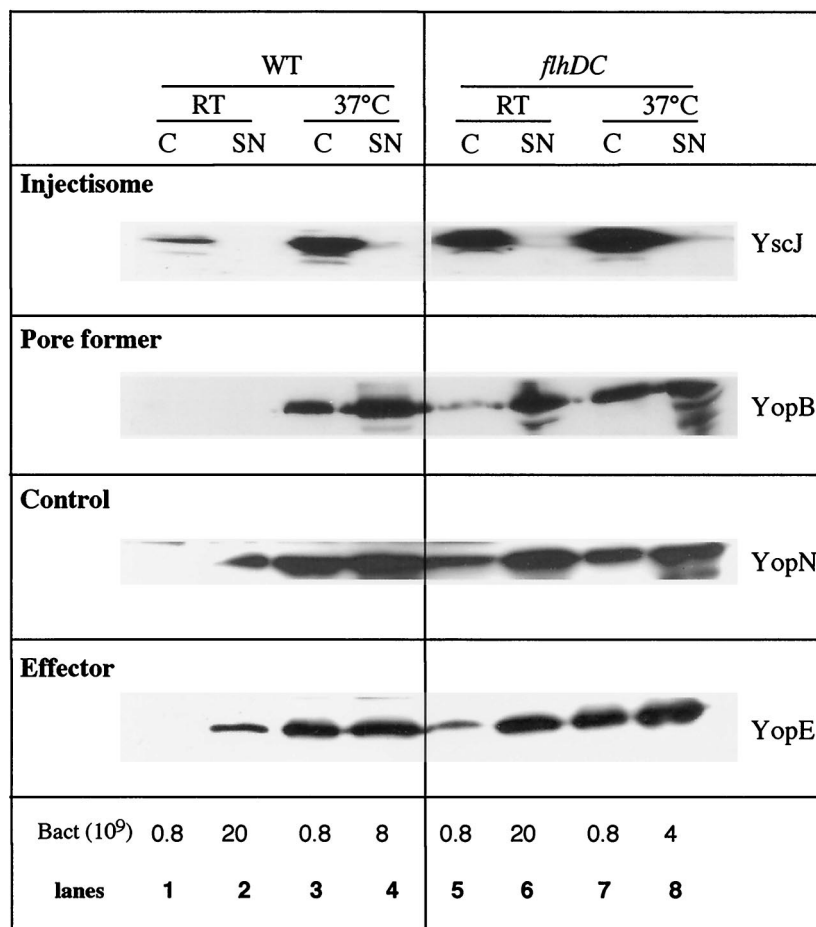 WT flhDC
RT 37°C RT 37°C
C SN C SN C SN C SN
Injectisome
YscJ
Pore former
YopB
Control
YopN
Effector
YopE
Bact (10⁹) 0.8 20 0.8 8 0.8 20 0.8 4
lanes 1 2 3 4 5 6 7 8